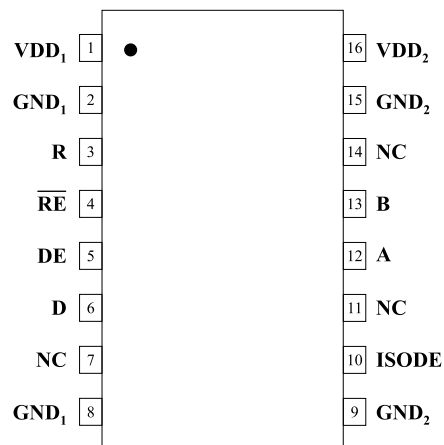 VDD₁ 1 16 VDD₂
GND₁ 2 15 GND₂
R 3 14 NC
R̅E̅ 4 13 B
DE 5 12 A
D 6 11 NC
NC 7 10 ISODE
GND₁ 8 9 GND₂